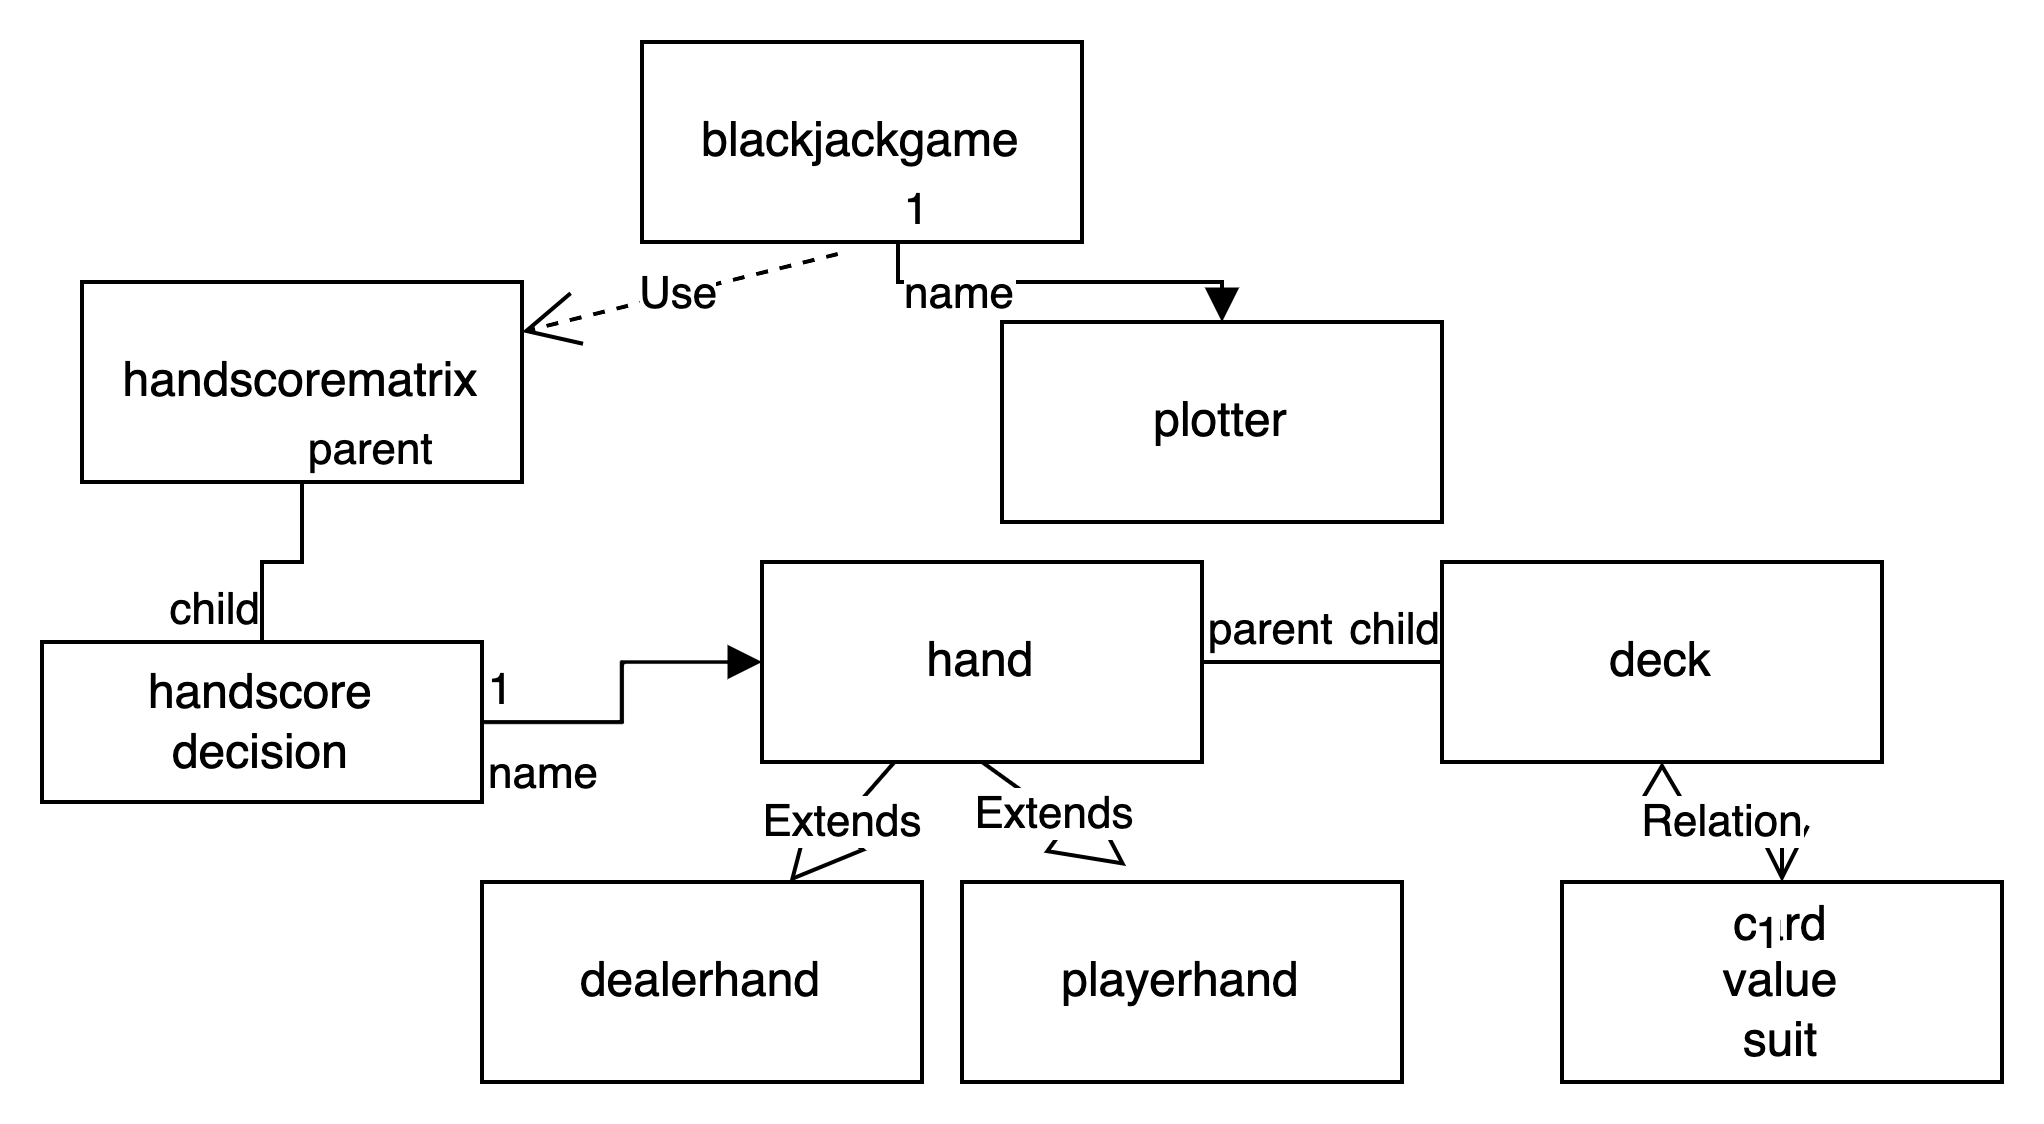 blackjackgame
1
Use
name
handscorematrix
parent
plotter
child
handscore
decision
1
name
hand
parent child
deck
Extends
Extends
Relation
dealerhand
playerhand
1
value
suit